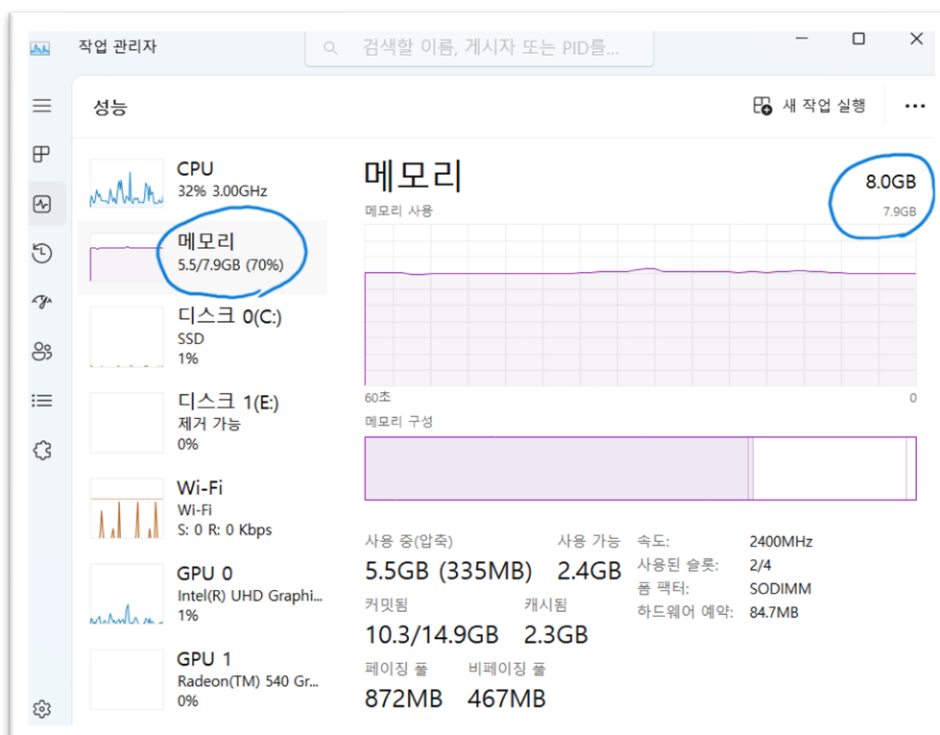 작업 관리자
검색할 이름, 게시자 또는 PID를...
성능
새 작업 실행
CPU
32% 3.00GHz
메모리
5.5/7.9GB (70%)
디스크 0(C:)
SSD
1%
디스크 1(E:)
제거 가능
0%
Wi-Fi
Wi-Fi
S: 0 R: 0 Kbps
GPU 0
Intel(R) UHD Graphi...
1%
GPU 1
Radeon(TM) 540 Gr...
0%
메모리
8.0GB
메모리 사용
7.9GB
60초
0
메모리 구성
사용 중(압축)
5.5GB (335MB)
사용 가능
2.4GB
커밋됨
10.3/14.9GB
캐시됨
2.3GB
페이징 풀
872MB
비페이징 풀
467MB
속도: 2400MHz
사용된 슬롯: 2/4
폼 팩터: SODIMM
하드웨어 예약: 84.7MB